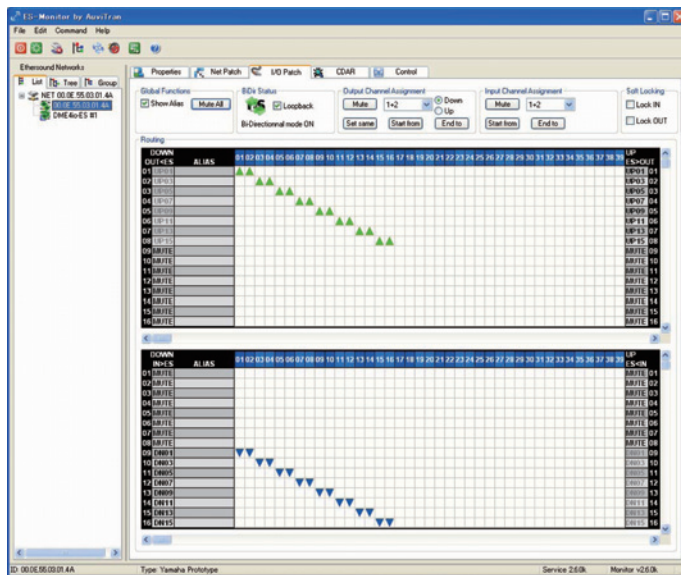 ES-Monitor by AuviTran
File Edit Command Help
Ethersound Networks
List Tree Group
NET 00.0E.55.03.01.4A
00.0E.55.03.01.4A
DME4io-ES #1
Properties Net Patch I/O Patch CDAR Control
Global Functions
Show Alias Mute All
BiDir Status
Loopback
Bi-Directionnal mode ON
Output Channel Assignment
Mute 1+2 Down
Up
Set same Start from End to
Input Channel Assignment
Mute 1+2
Start from End to
Soft Locking
Lock IN
Lock OUT
Routing
DOWN UP
OUT<ES ALIAS 01 02 03 04 05 06 07 08 09 10 11 12 13 14 15 16 17 18 19 20 21 22 23 24 25 26 27 28 29 30 31 32 33 34 35 36 37 38 39 ES>OUT
01 UP01 UP01 01
02 UP03 UP03 02
03 UP05 UP05 03
04 UP07 UP07 04
05 UP09 UP09 05
06 UP11 UP11 06
07 UP13 UP13 07
08 UP15 UP15 08
09 MUTE MUTE 09
10 MUTE MUTE 10
11 MUTE MUTE 11
12 MUTE MUTE 12
13 MUTE MUTE 13
14 MUTE MUTE 14
15 MUTE MUTE 15
16 MUTE MUTE 16
DOWN UP
IN>ES ALIAS 01 02 03 04 05 06 07 08 09 10 11 12 13 14 15 16 17 18 19 20 21 22 23 24 25 26 27 28 29 30 31 32 33 34 35 36 37 38 39 ES<IN
01 MUTE MUTE 01
02 MUTE MUTE 02
03 MUTE MUTE 03
04 MUTE MUTE 04
05 MUTE MUTE 05
06 MUTE MUTE 06
07 MUTE MUTE 07
08 MUTE MUTE 08
09 DN01 DN01 09
10 DN03 DN03 10
11 DN05 DN05 11
12 DN07 DN07 12
13 DN09 DN09 13
14 DN11 DN11 14
15 DN13 DN13 15
16 DN15 DN15 16
ID: 00.0E.55.03.01.4A Type: Yamaha Prototype Service 2.60k Monitor v2.60k